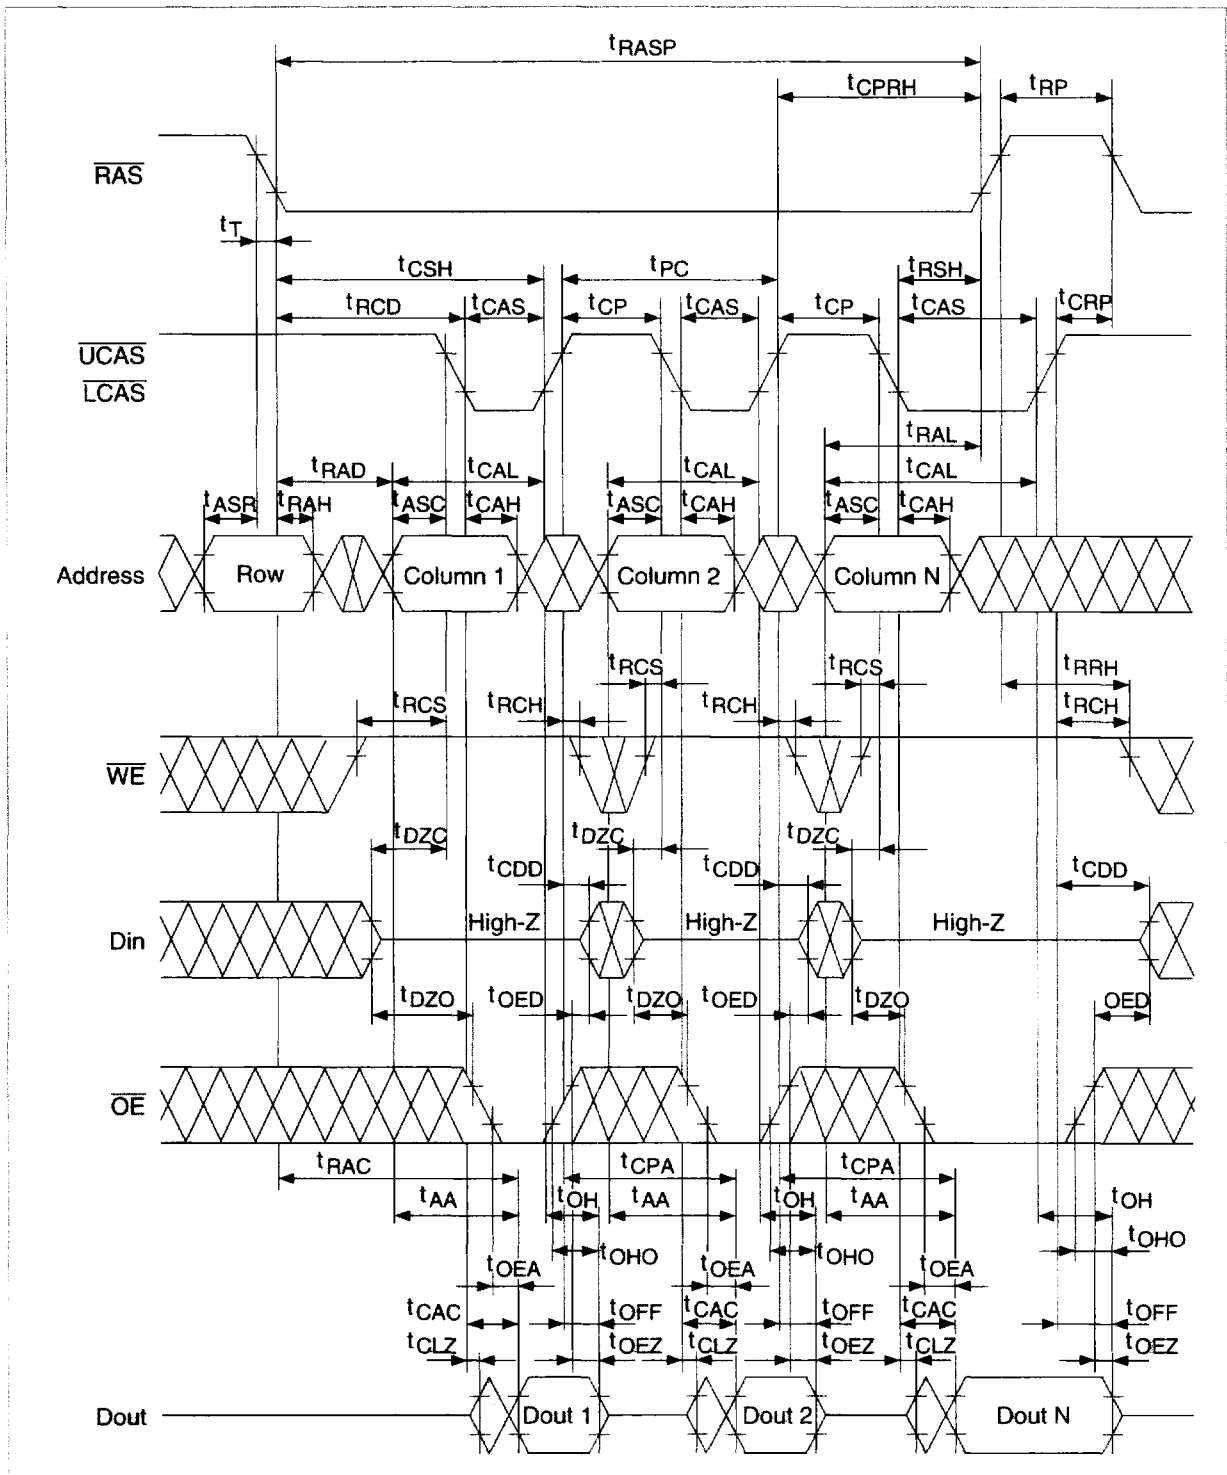 tRASP
tCPRH tRP
RAS
tT
tCSH tPC tRSH
tRCD tCAS tCP tCAS tCP tCAS tCRP
UCAS
LCAS
tRAL
tRAD tCAL tCAL tCAL
tASR tRAH tASC tCAH tASC tCAH tASC tCAH
Address Row Column 1 Column 2 Column N
tRCS tRCS tRRH
tRCS tRCH tRCH tRCH
WE
tDZC tDZC tDZC
tCDD tCDD tCDD
Din High-Z High-Z High-Z
tDZO tOED tDZO tOED tDZO OED
OE
tRAC tCPA tCPA
tAA tOH tAA tOH tAA tOH
tOEA tOHO tOEA tOHO tOEA tOHO
tCAC tOFF tCAC tOFF tCAC tOFF
tCLZ tOEZ tCLZ tOEZ tCLZ tOEZ
Dout Dout 1 Dout 2 Dout N